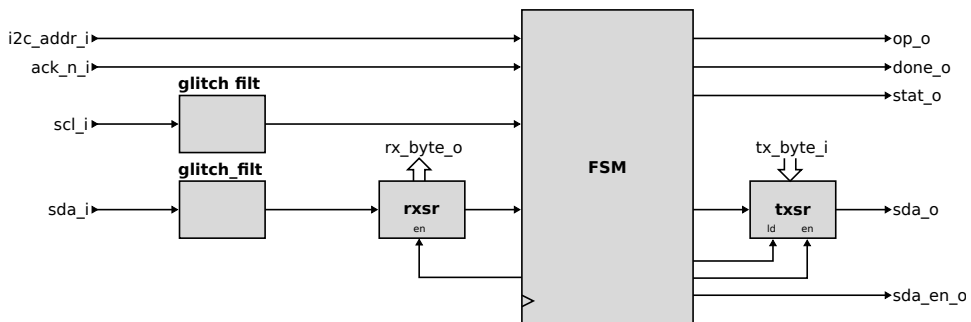 i2c_addr_i
op_o
ack_n_i
done_o
glitch filt
stat_o
scl_i
rx_byte_o
tx_byte_i
glitch_filt
FSM
sda_i
rxsr
en
txsr
ld en
sda_o
sda_en_o